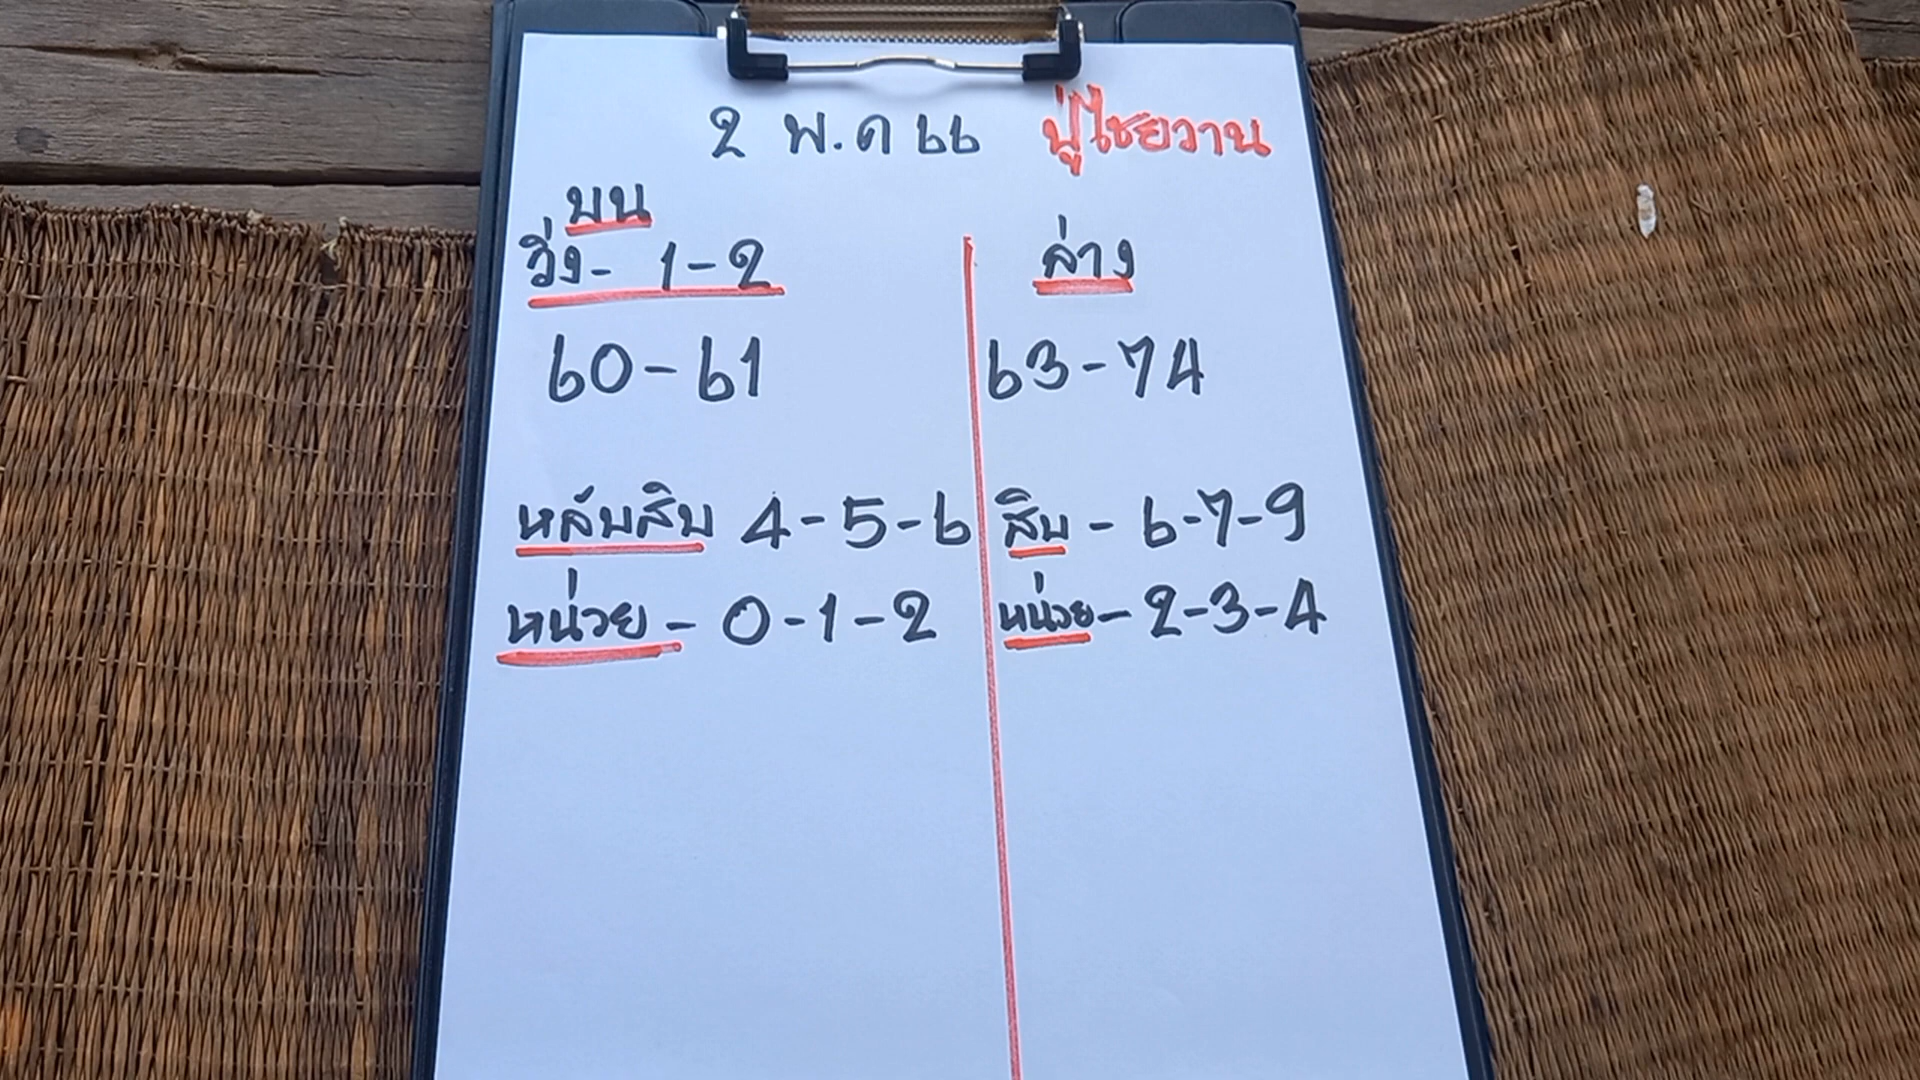 2 พ.ค 66 ปู่ไชยวาน
บน
วิ่ง - 1-2
60-61
หลับสิบ 4-5-6
หน่วย - 0-1-2
ล่าง
63-74
สิบ - 6-7-9
หน่วย - 2-3-4